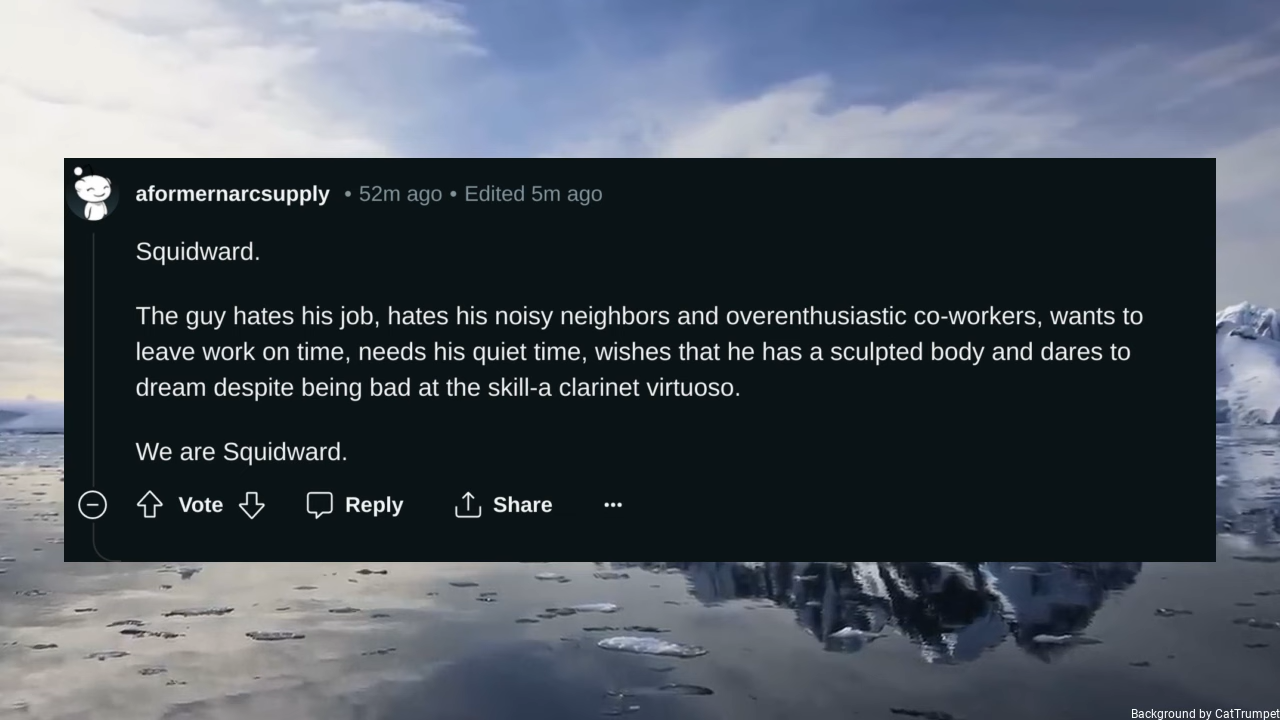 aformernarcsupply • 52m ago • Edited 5m ago
Squidward.
The guy hates his job, hates his noisy neighbors and overenthusiastic co-workers, wants to
leave work on time, needs his quiet time, wishes that he has a sculpted body and dares to
dream despite being bad at the skill-a clarinet virtuoso.
We are Squidward.
Vote Reply Share
Background by CatTrumpet